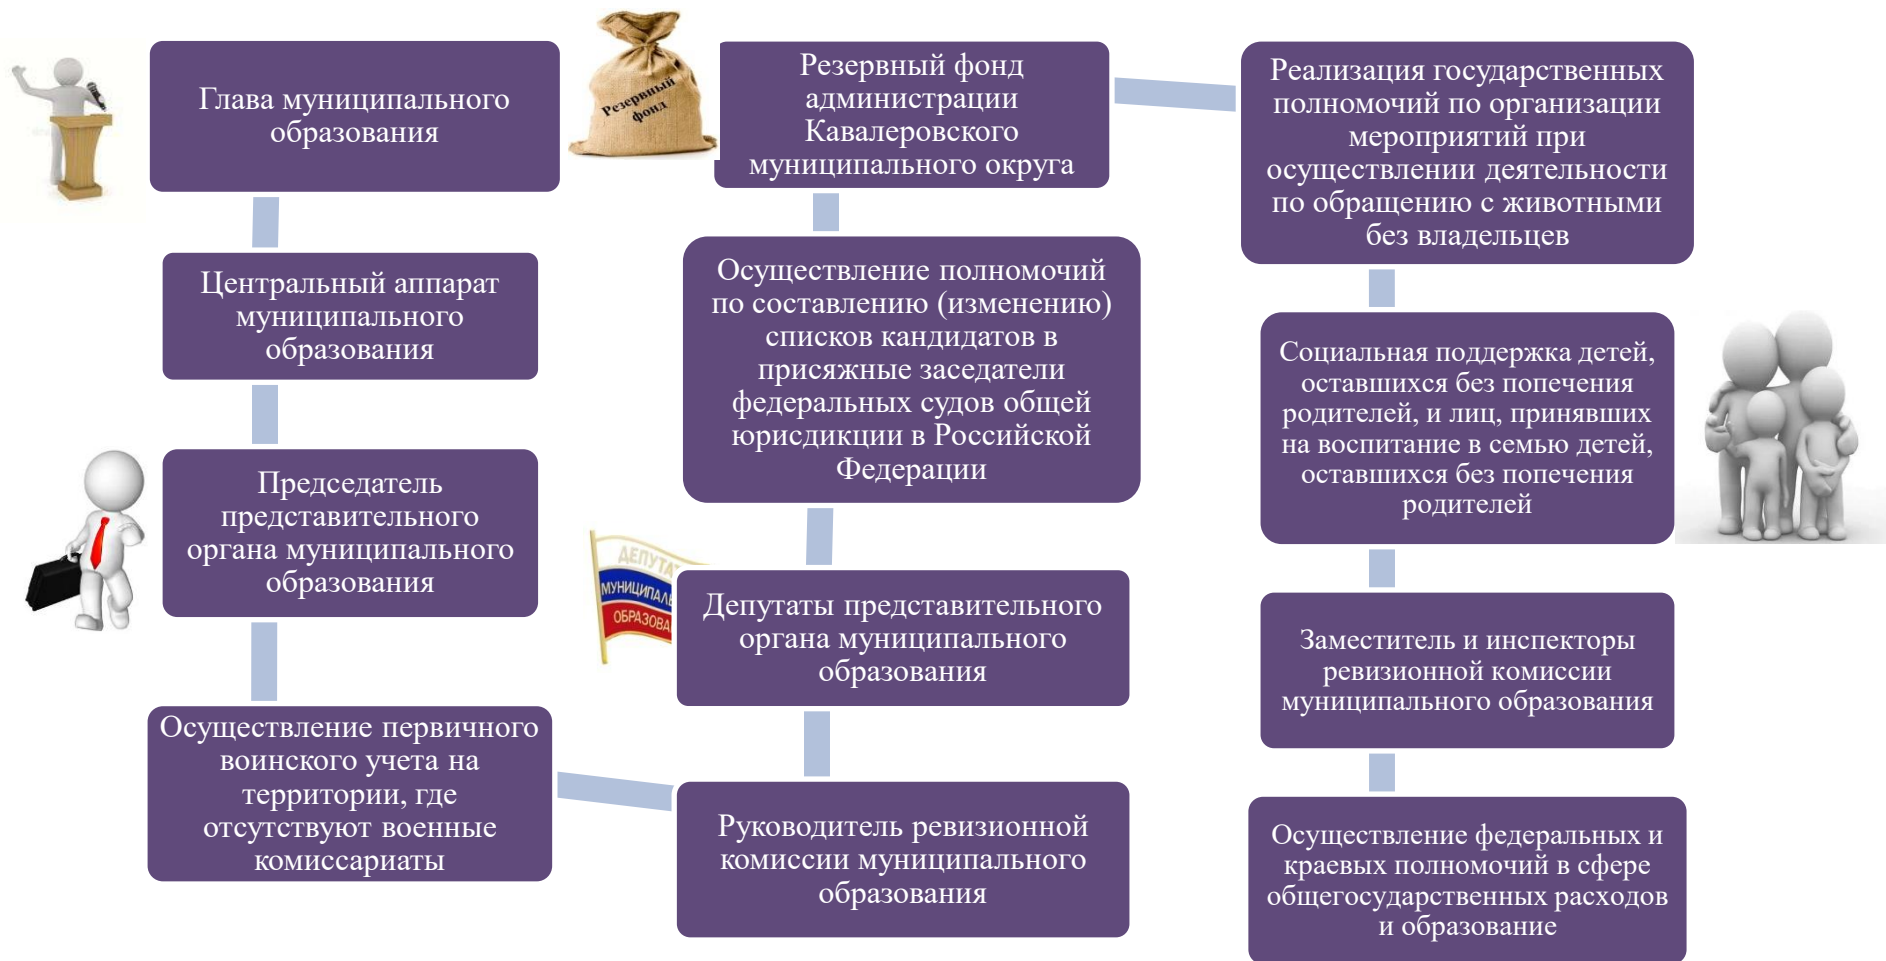 Глава муниципального
образования
Центральный аппарат
муниципального
образования
Председатель
представительного
органа муниципального
образования
Осуществление первичного
воинского учета на
территории, где
отсутствуют военные
комиссариаты
Резервный
фонд
Резервный фонд
администрации
Кавалеровского
муниципального округа
Осуществление полномочий
по составлению (изменению)
списков кандидатов в
присяжные заседатели
федеральных судов общей
юрисдикции в Российской
Федерации
ДЕПУТАТ
МУНИЦИПАЛЬ
ОБРАЗОВА
Депутаты представительного
органа муниципального
образования
Руководитель ревизионной
комиссии муниципального
образования
Реализация государственных
полномочий по организации
мероприятий при
осуществлении деятельности
по обращению с животными
без владельцев
Социальная поддержка детей,
оставшихся без попечения
родителей, и лиц, принявших
на воспитание в семью детей,
оставшихся без попечения
родителей
Заместитель и инспекторы
ревизионной комиссии
муниципального образования
Осуществление федеральных и
краевых полномочий в сфере
общегосударственных расходов
и образование